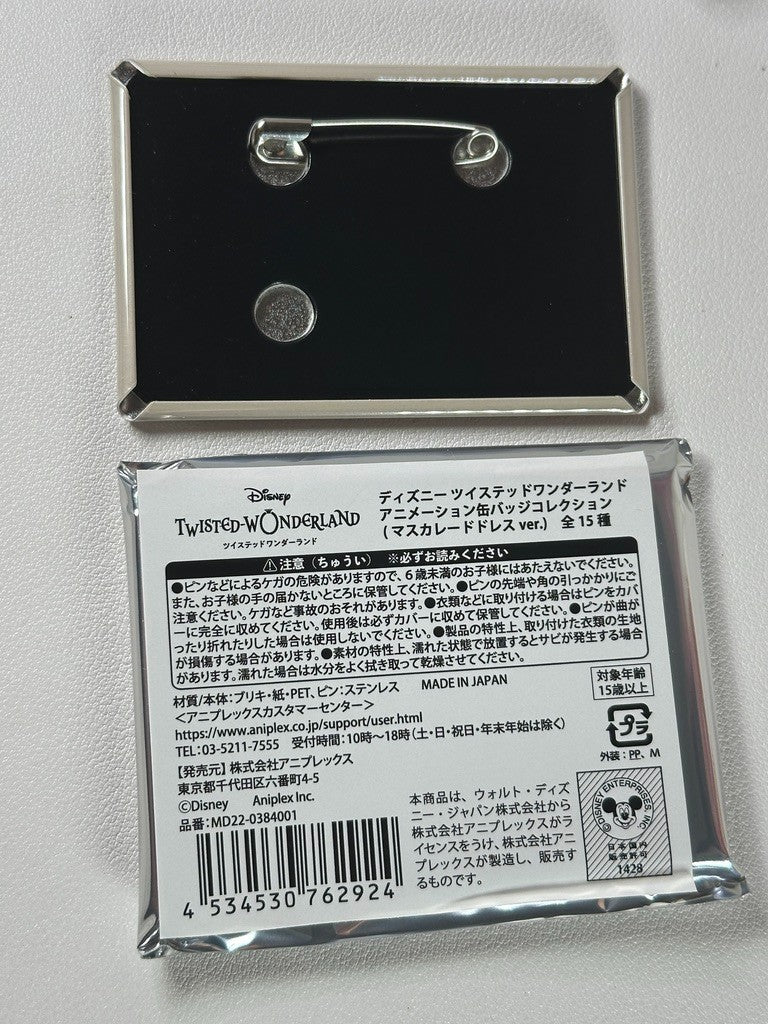 Disney
TWISTED-WONDERLAND
ツイステッドワンダーランド
ディズニー ツイステッドワンダーランド
アニメーション缶バッジコレクション
(マスカレードドレス ver.) 全15種
⚠注意(ちゅうい) ※必ずお読みください
●ピンなどによるケガの危険がありますので、6歳未満のお子様にはあたえないでください。
また、お子様の手の届かないところに保管してください。●ピンの先端や角の引っかかりにご
注意ください。ケガなど事故のおそれがあります。●衣類などに取り付ける場合はピンをカバ
ーに完全に収めてください。使用後は必ずカバーに収めて保管してください。●ピンが曲が
ったり折れたりした場合は使用しないでください。●製品の特性上、取り付けた衣類の生地
が損傷する場合があります。●素材の特性上、濡れた状態で放置するとサビが発生する場合
があります。濡れた場合は水分をよく拭き取って乾燥させてください。
材質/本体:ブリキ・紙・PET、ピン:ステンレス MADE IN JAPAN
<アニプレックスカスタマーセンター>
https://www.aniplex.co.jp/support/user.html
TEL:03-5211-7555 受付時間:10時~18時(土・日・祝日・年末年始は除く)
対象年齢
15歳以上
プラ
外装:PP、M
【発売元】株式会社アニプレックス
東京都千代田区六番町4-5
©Disney Aniplex Inc.
品番:MD22-0384001
4 534530 762924
本商品は、ウォルト・ディズ
ニー・ジャパン株式会社から
株式会社アニプレックスがラ
イセンスをうけ、株式会社アニ
プレックスが製造し、販売す
るものです。
©DISNEY ENTERPRISES, INC.
日本国内
販売許可
1428